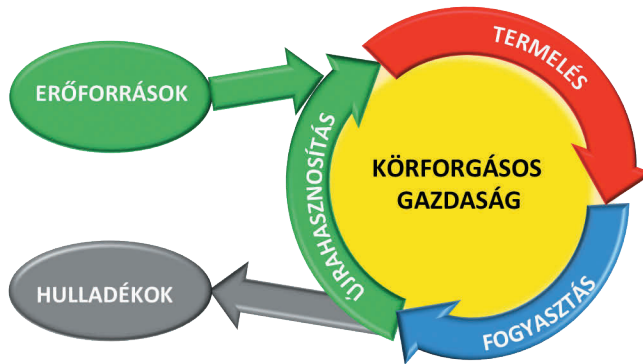 ERŐFORRÁSOK
TERMELÉS
KÖRFORGÁSOS
GAZDASÁG
ÚJRAHASZNOSÍTÁS
HULLADÉKOK
FOGYASZTÁS